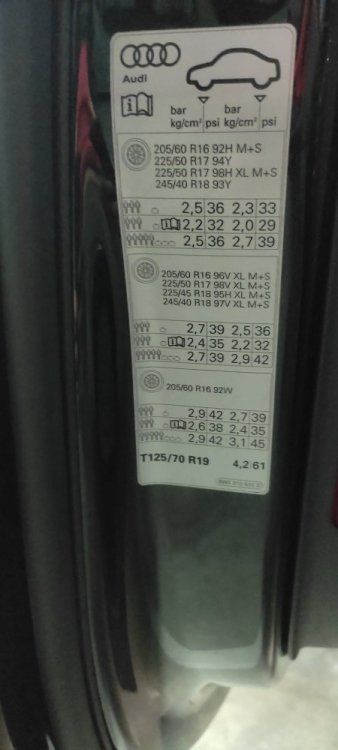 Audi
bar bar
kg/cm² psi kg/cm² psi
205/60 R16 92H M+S
225/50 R17 94Y
225/50 R17 98H XL M+S
245/40 R18 93Y
2,5 36 2,3 33
2,2 32 2,0 29
2,5 36 2,7 39
205/60 R16 96V XL M+S
225/50 R17 98V XL M+S
225/45 R18 95H XL M+S
245/40 R18 97V XL M+S
2,7 39 2,5 36
2,4 35 2,2 32
2,7 39 2,9 42
205/60 R16 92W
2,9 42 2,7 39
2,6 38 2,4 35
2,9 42 3,1 45
T125/70 R19 4,2 61